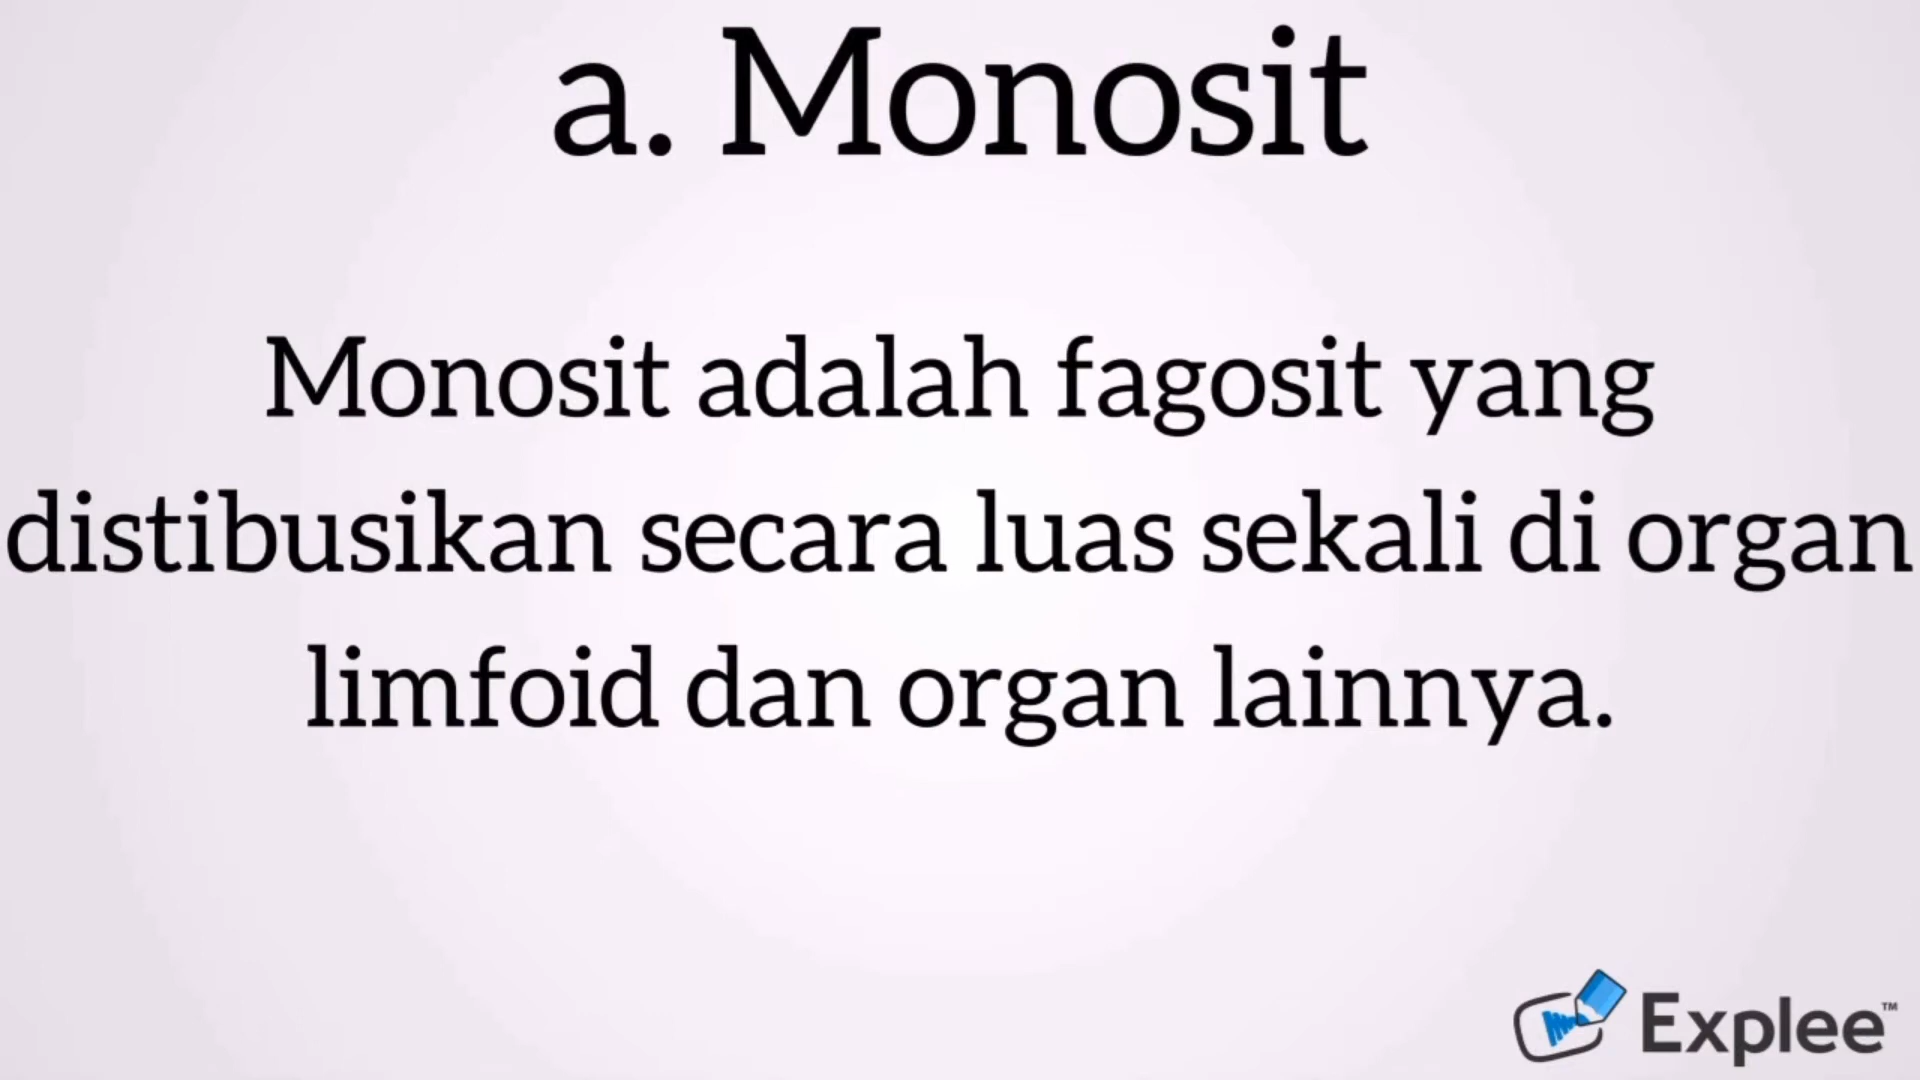 a. Monosit
Monosit adalah fagosit yang
distibusikan secara luas sekali di organ
limfoid dan organ lainnya.
Explee™